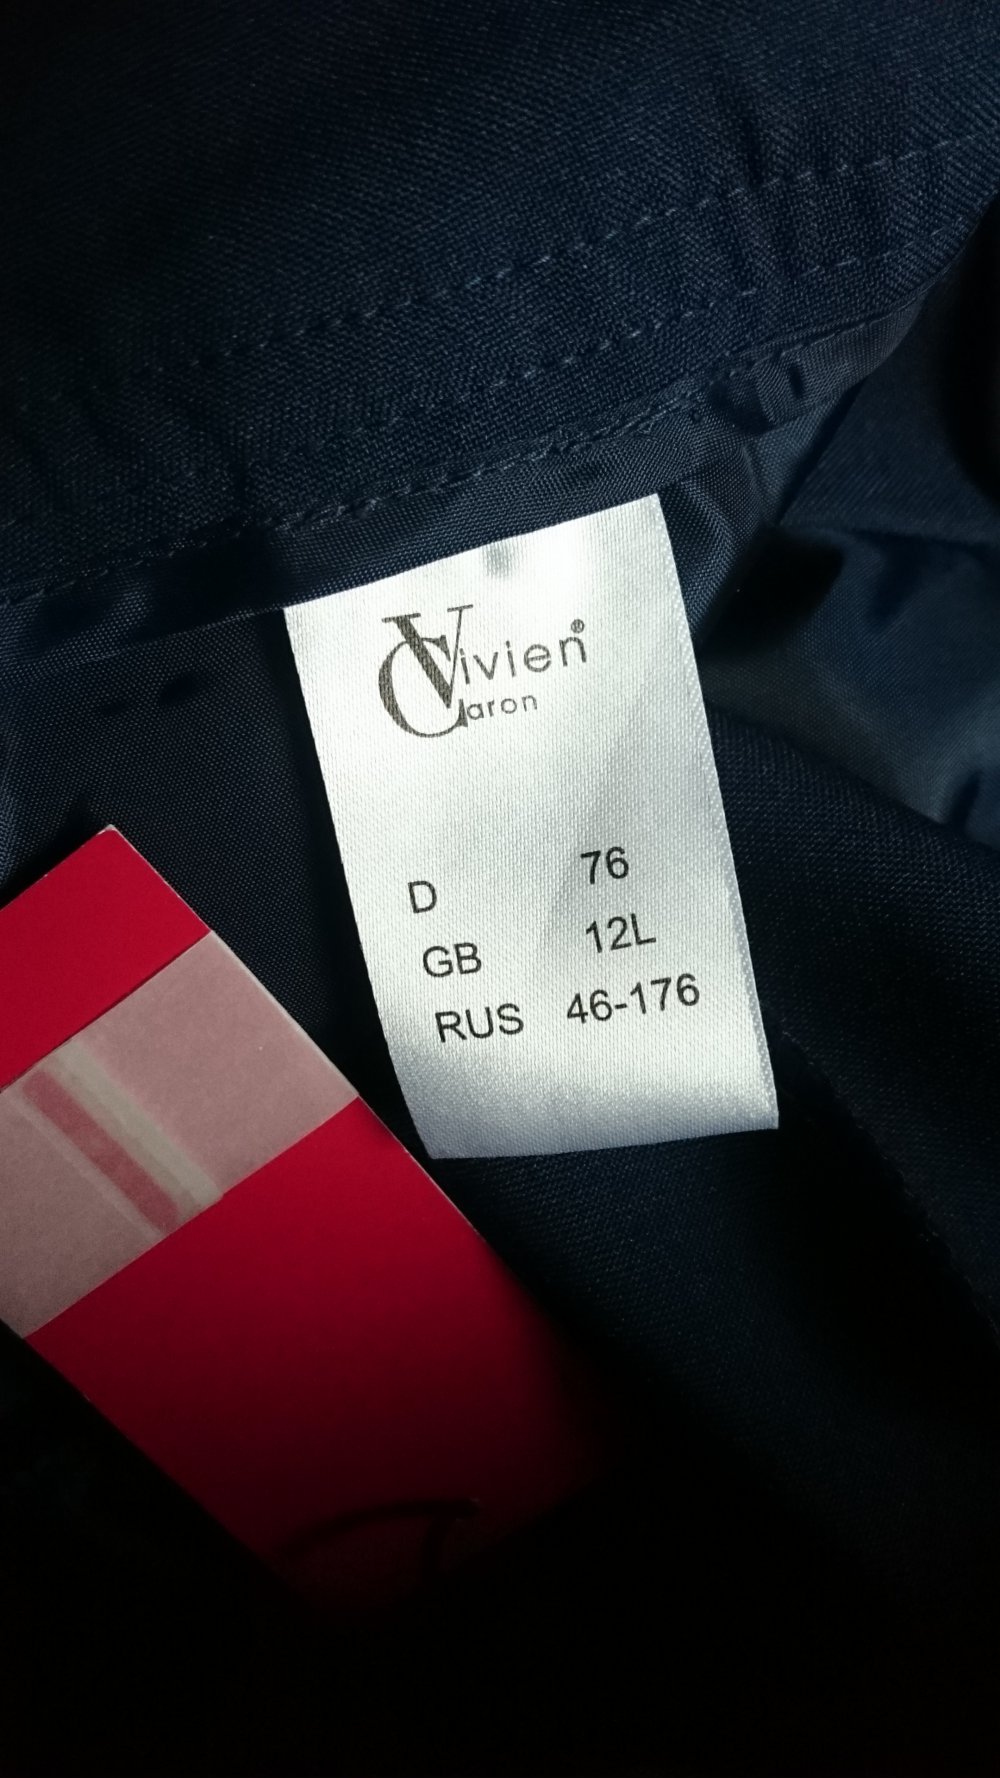 Vivien®
Caron
D 76
GB 12L
RUS 46-176